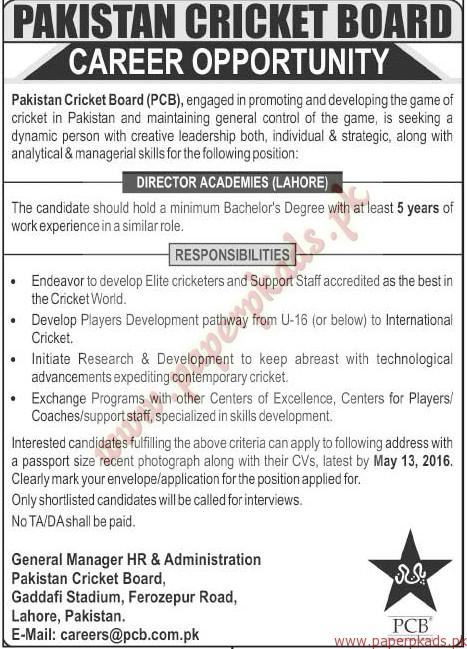 PAKISTAN CRICKET BOARD
CAREER OPPORTUNITY
Pakistan Cricket Board (PCB), engaged in promoting and developing the game of
cricket in Pakistan and maintaining general control of the game, is seeking a
dynamic person with creative leadership both, individual & strategic, along with
analytical & managerial skills for the following position:
DIRECTOR ACADEMIES (LAHORE)
The candidate should hold a minimum Bachelor's Degree with at least 5 years of
work experience in a similar role.
RESPONSIBILITIES
• Endeavor to develop Elite cricketers and Support Staff accredited as the best in
the Cricket World.
• Develop Players Development pathway from U-16 (or below) to International
Cricket.
• Initiate Research & Development to keep abreast with technological
advancements expediting contemporary cricket.
• Exchange Programs with other Centers of Excellence, Centers for Players/
Coaches/support staff, specialized in skills development.
Interested candidates fulfilling the above criteria can apply to following address with
a passport size recent photograph along with their CVs, latest by May 13, 2016.
Clearly mark your envelope/application for the position applied for.
Only shortlisted candidates will be called for interviews.
No TA/DA shall be paid.
General Manager HR & Administration
Pakistan Cricket Board,
Gaddafi Stadium, Ferozepur Road,
Lahore, Pakistan.
E-Mail: careers@pcb.com.pk
PCB
www.paperpkads.pk
www.paperpkads.pk